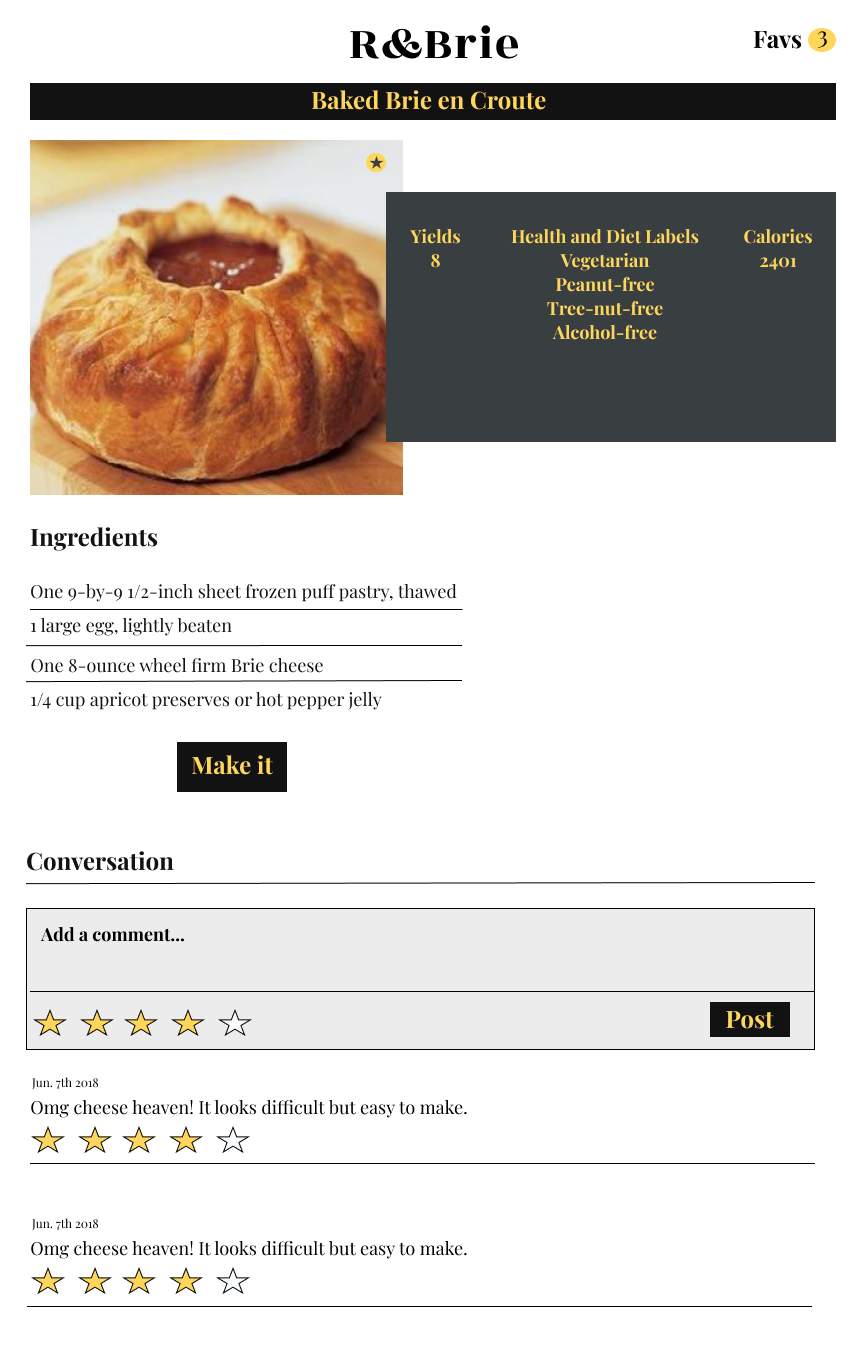 R&Brie
Favs 3
Baked Brie en Croute
Yields
8
Health and Diet Labels
Vegetarian
Peanut-free
Tree-nut-free
Alcohol-free
Calories
2401
Ingredients
One 9-by-9 1/2-inch sheet frozen puff pastry, thawed
1 large egg, lightly beaten
One 8-ounce wheel firm Brie cheese
1/4 cup apricot preserves or hot pepper jelly
Make it
Conversation
Add a comment...
Post
Jun. 7th 2018
Omg cheese heaven! It looks difficult but easy to make.
Jun. 7th 2018
Omg cheese heaven! It looks difficult but easy to make.